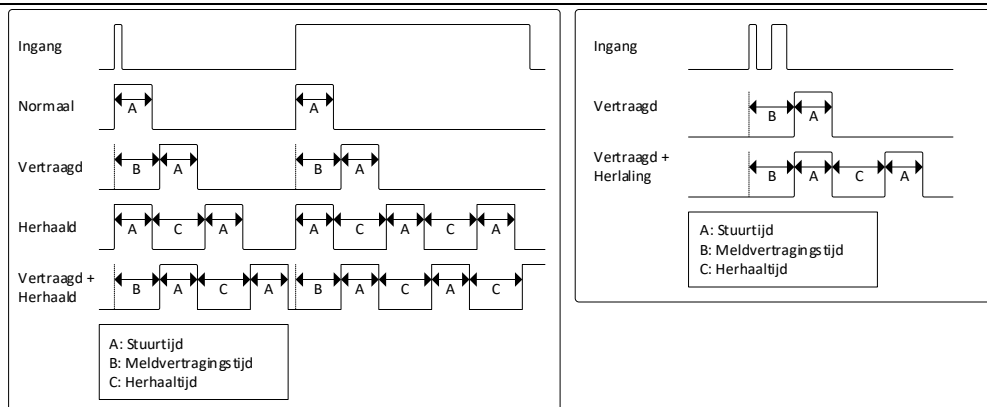 Ingang
Normaal
A
A
Vertraagd
B
A
B
A
Herhaald
A
C
A
A
C
A
C
A
Vertraagd +
Herhaald
B
A
C
A
B
A
C
A
C
A: Stuurtijd
B: Meldvertragingstijd
C: Herhaaltijd
Ingang
Vertraagd
B
A
Vertraagd +
Herlaling
B
A
C
A
A: Stuurtijd
B: Meldvertragingstijd
C: Herhaaltijd